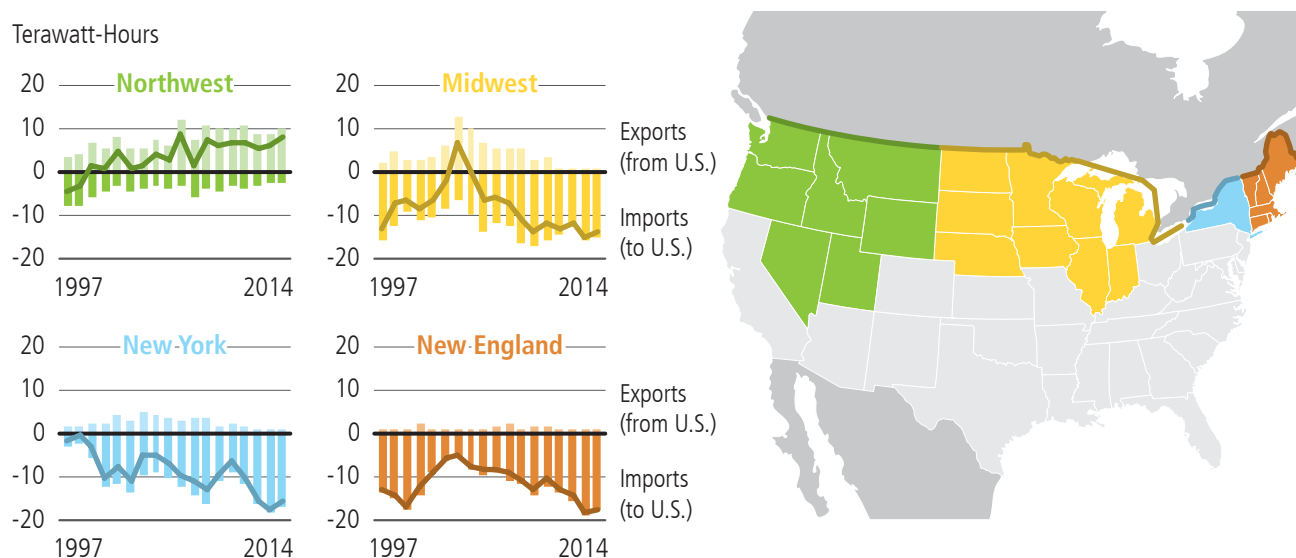 Terawatt-Hours
Northwest
20
10
0
-10
-20
1997 2014
Midwest
20
10
0
-10
-20
1997 2014
Exports
(from U.S.)
Imports
(to U.S.)
New York
20
10
0
-10
-20
1997 2014
New England
20
10
0
-10
-20
1997 2014
Exports
(from U.S.)
Imports
(to U.S.)